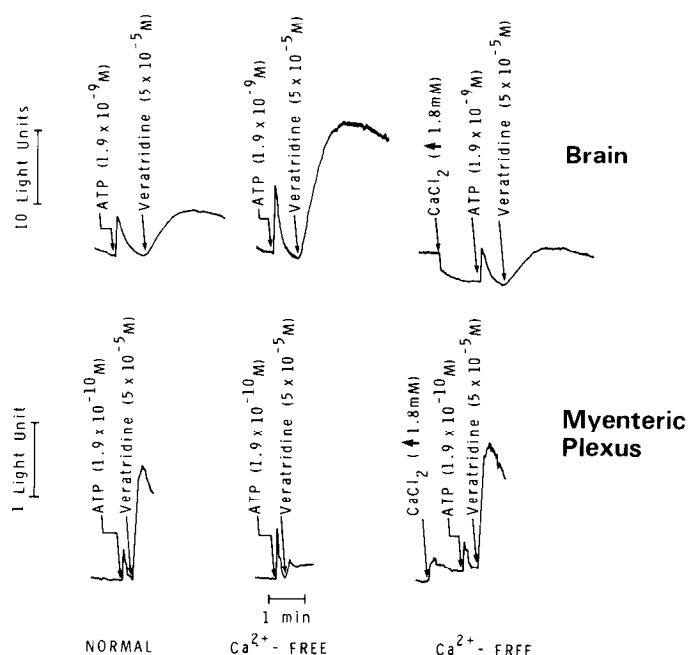 10 Light Units
ATP (1.9 x 10⁻⁹M)
Veratridine (5 x 10⁻⁵M)
ATP (1.9 x 10⁻⁹M)
Veratridine (5 x 10⁻⁵M)
CaCl₂ (↑1.8mM)
ATP (1.9 x 10⁻⁹M)
Veratridine (5 x 10⁻⁵M)
Brain
1 Light Unit
ATP (1.9 x 10⁻¹⁰M)
Veratridine (5 x 10⁻⁵M)
ATP (1.9 x 10⁻¹⁰M)
Veratridine (5 x 10⁻⁵M)
CaCl₂ (↑1.8mM)
ATP (1.9 x 10⁻¹⁰M)
Veratridine (5 x 10⁻⁵M)
Myenteric
Plexus
1 min
NORMAL
Ca²⁺- FREE
Ca²⁺- FREE